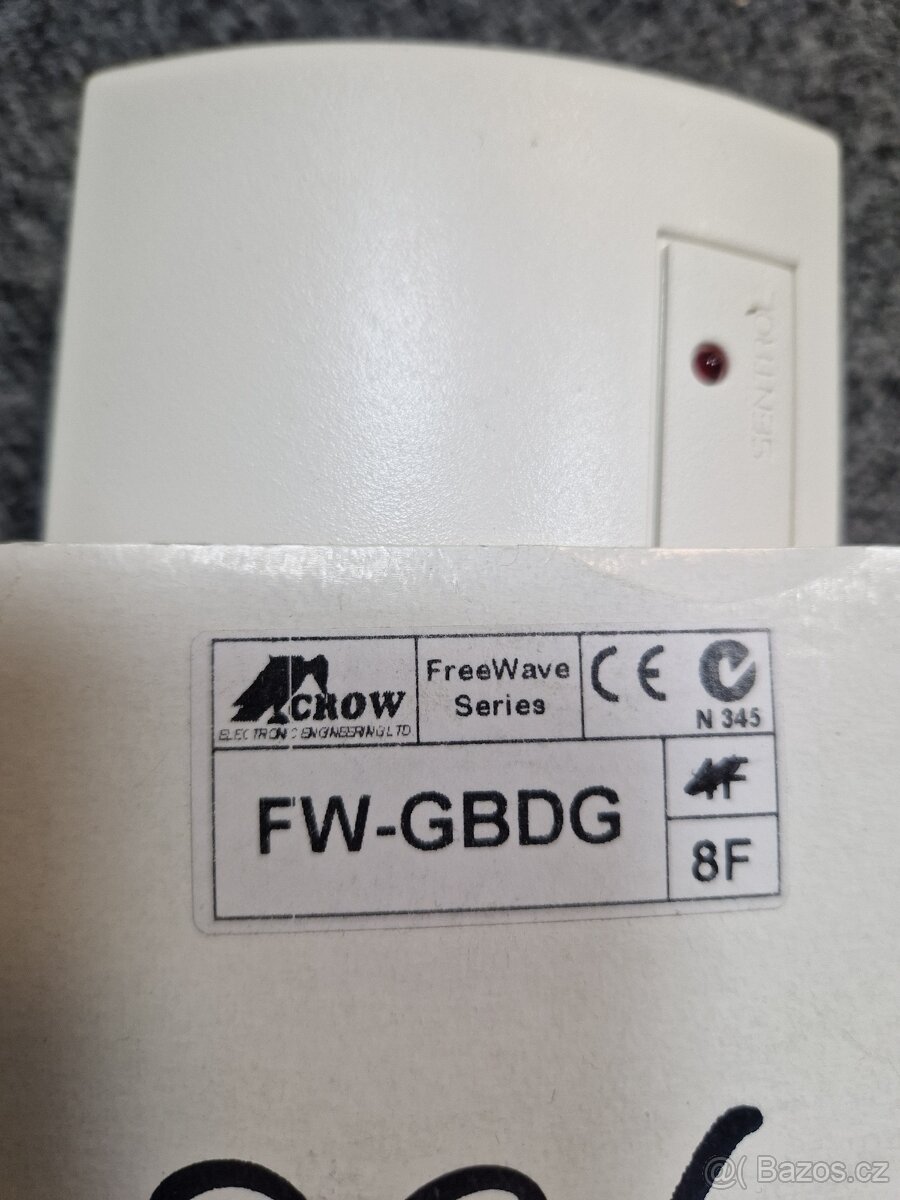 SENTROL
CROW
ELECTRONIC ENGINEERING LTD
FreeWave
Series
CE
N 345
FW-GBDG
4F
8F
@( Bazos.cz